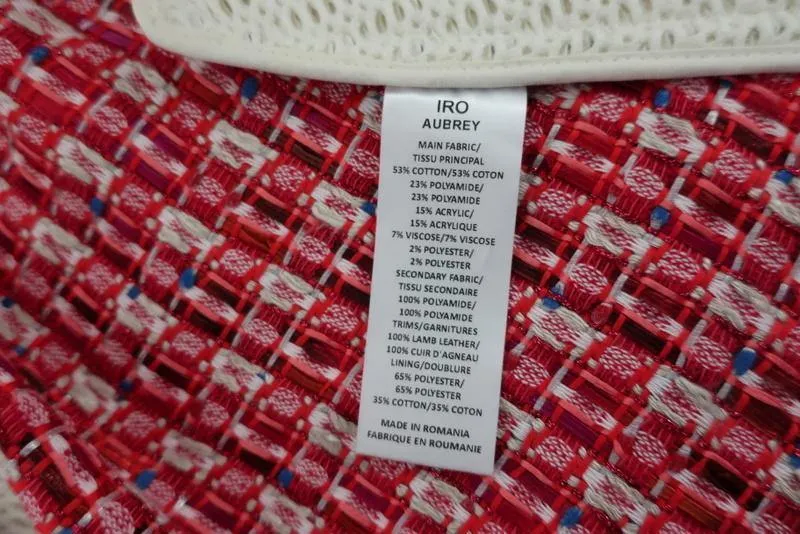 IRO
AUBREY
MAIN FABRIC/
TISSU PRINCIPAL
53% COTTON/53% COTON
23% POLYAMIDE/
23% POLYAMIDE
15% ACRYLIC/
15% ACRYLIQUE
7% VISCOSE/7% VISCOSE
2% POLYESTER/
2% POLYESTER
SECONDARY FABRIC/
TISSU SECONDAIRE
100% POLYAMIDE/
100% POLYAMIDE
TRIMS/GARNITURES
100% LAMB LEATHER/
100% CUIR D'AGNEAU
LINING/DOUBLURE
65% POLYESTER/
65% POLYESTER
35% COTTON/35% COTON
MADE IN ROMANIA
FABRIQUE EN ROUMANIE